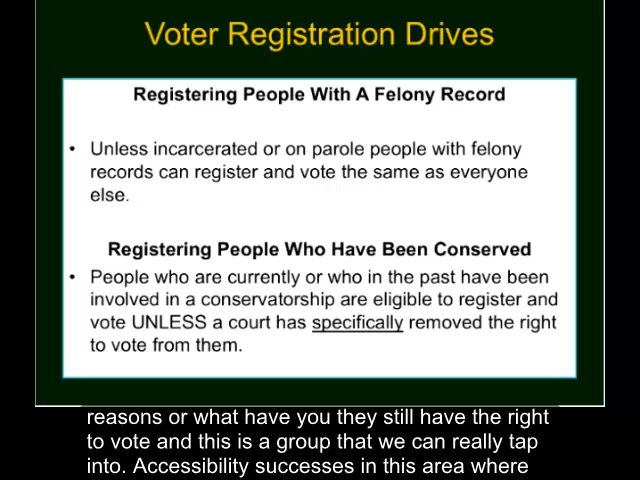 Voter Registration Drives
Registering People With A Felony Record
• Unless incarcerated or on parole people with felony
records can register and vote the same as everyone
else.
Registering People Who Have Been Conserved
• People who are currently or who in the past have been
involved in a conservatorship are eligible to register and
vote UNLESS a court has specifically removed the right
to vote from them.
reasons or what have you they still have the right
to vote and this is a group that we can really tap
into. Accessibility successes in this area where